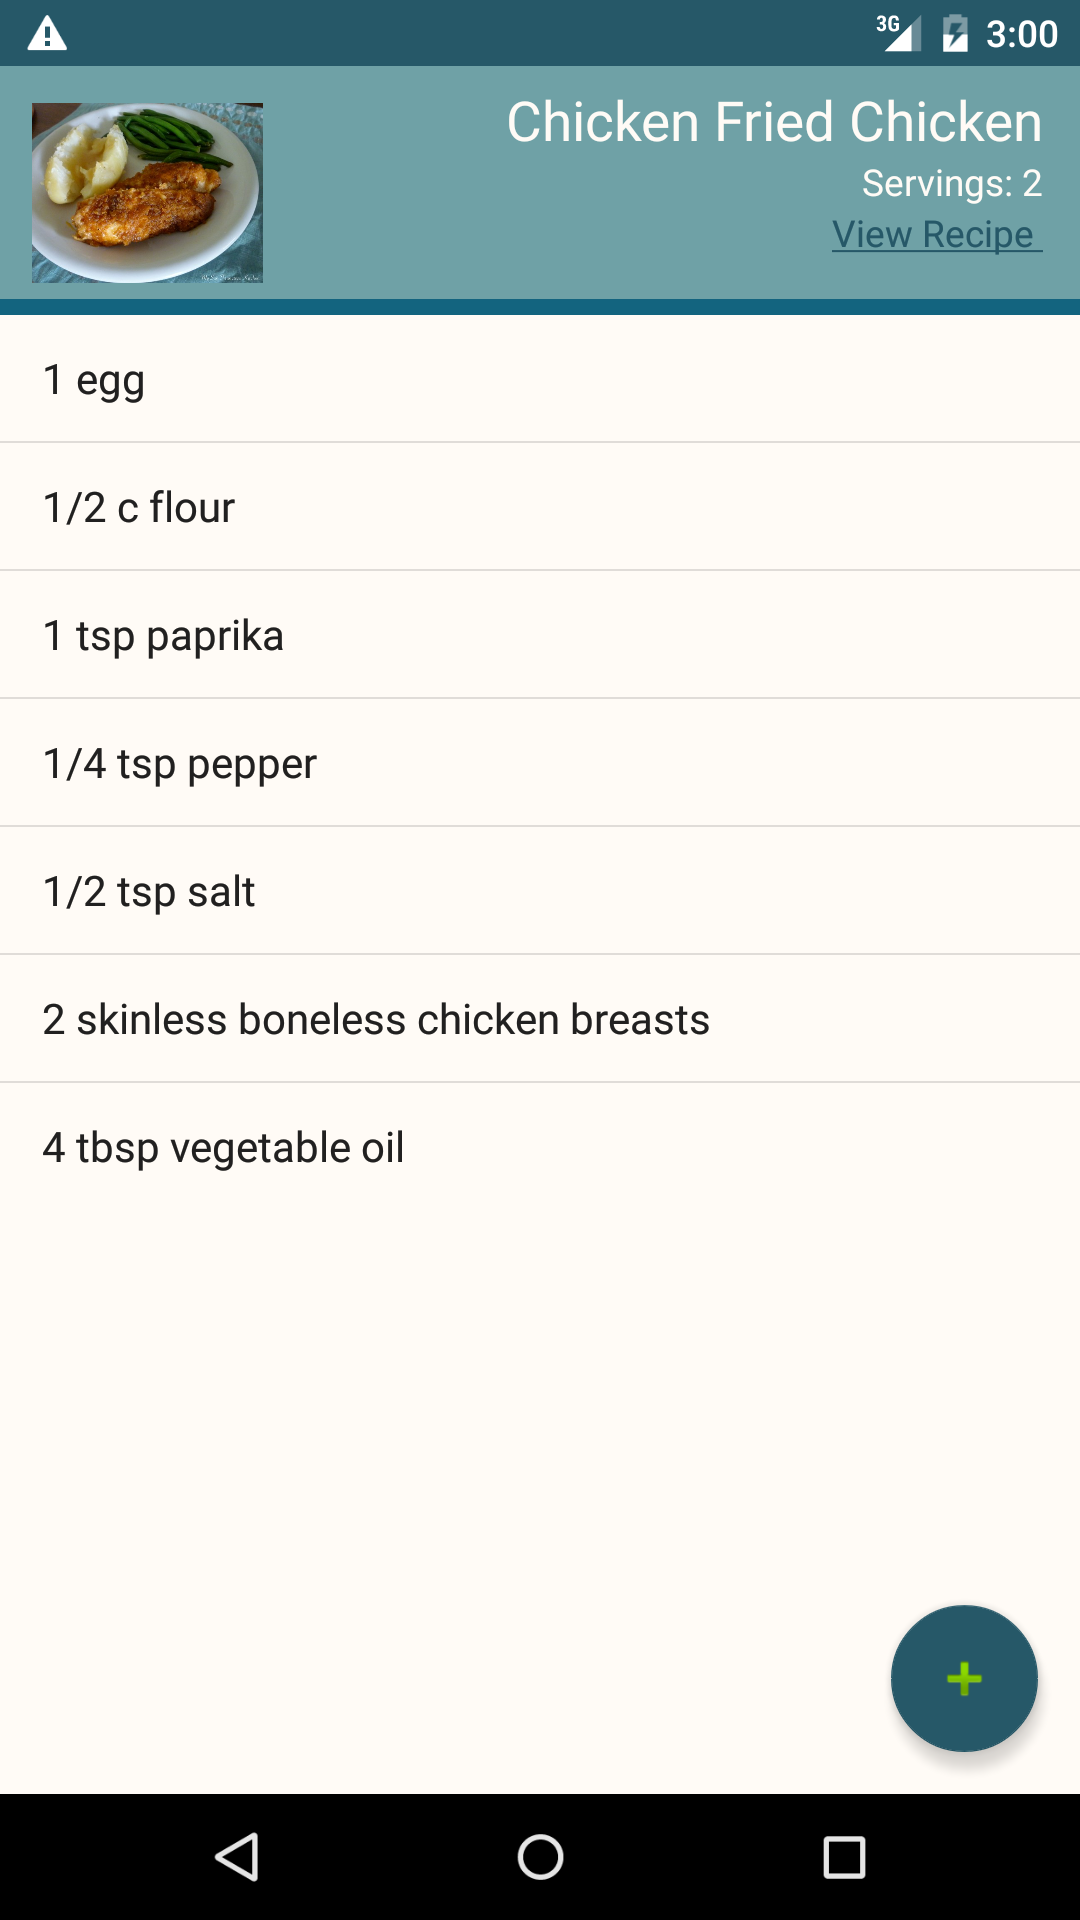 3G 3:00
Chicken Fried Chicken
Servings: 2
View Recipe
1 egg
1/2 c flour
1 tsp paprika
1/4 tsp pepper
1/2 tsp salt
2 skinless boneless chicken breasts
4 tbsp vegetable oil